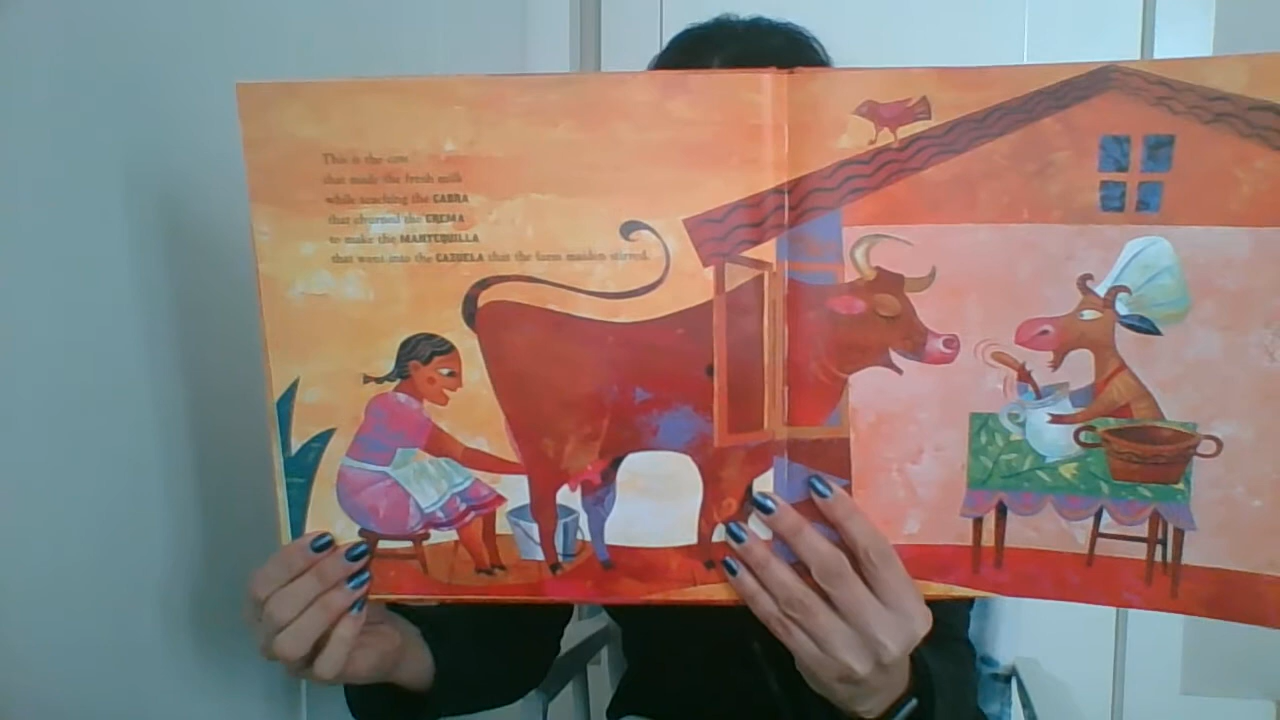 This is the cow
that made the fresh milk
while teaching the CABRA
that churned the CREMA
to make the MANTEQUILLA
that went into the CAZUELA that the farm maiden stirred.